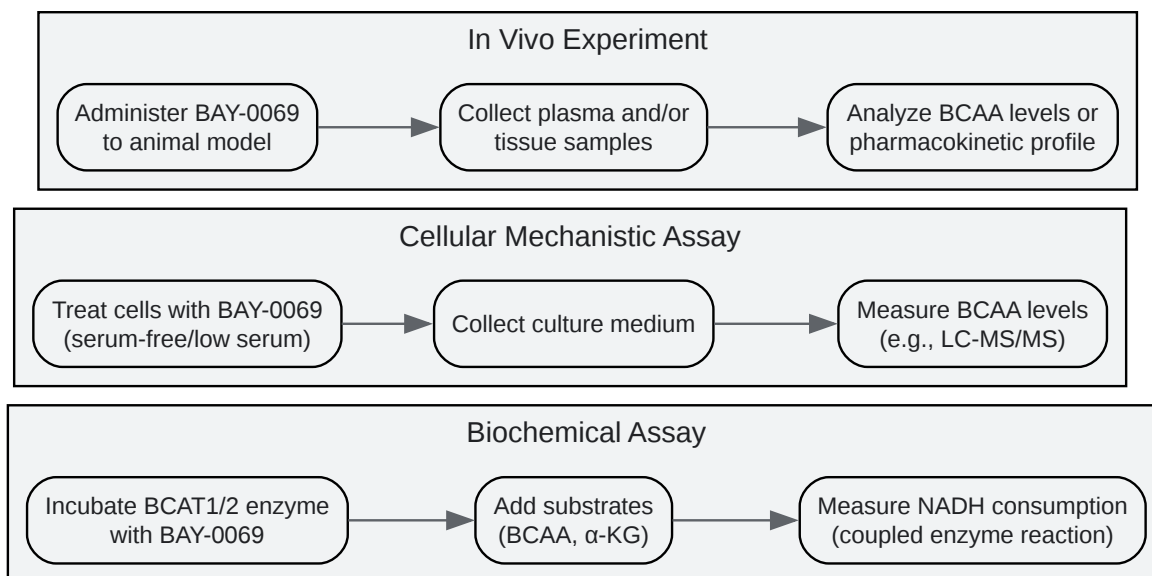 In Vivo Experiment
Administer BAY-0069
to animal model
Collect plasma and/or
tissue samples
Analyze BCAA levels or
pharmacokinetic profile
Cellular Mechanistic Assay
Treat cells with BAY-0069
(serum-free/low serum)
Collect culture medium
Measure BCAA levels
(e.g., LC-MS/MS)
Biochemical Assay
Incubate BCAT1/2 enzyme
with BAY-0069
Add substrates
(BCAA, α-KG)
Measure NADH consumption
(coupled enzyme reaction)